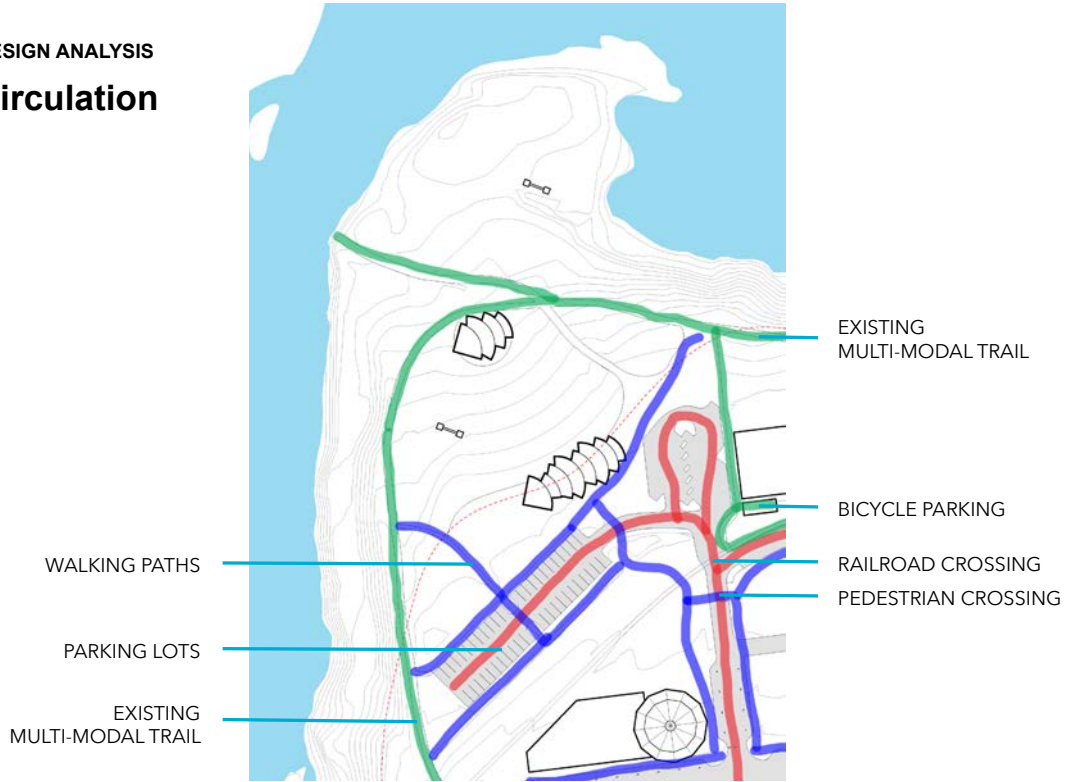 ESIGN ANALYSIS
irculation
EXISTING
MULTI-MODAL TRAIL
BICYCLE PARKING
RAILROAD CROSSING
PEDESTRIAN CROSSING
WALKING PATHS
PARKING LOTS
EXISTING
MULTI-MODAL TRAIL